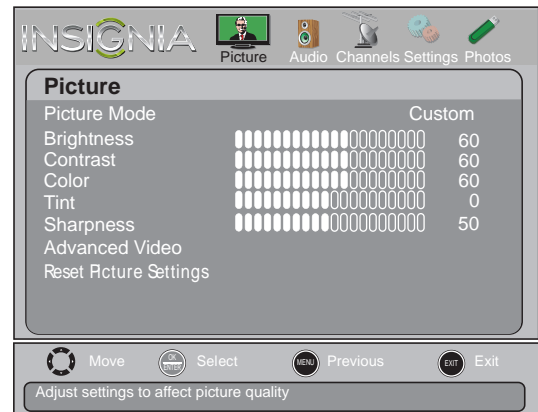 INSIGNIA
Picture Audio Channels Settings Photos
Picture
Picture Mode Custom
Brightness 60
Contrast 60
Color 60
Tint 0
Sharpness 50
Advanced Video
Reset Picture Settings
Move OK ENTER Select MENU Previous EXIT Exit
Adjust settings to affect picture quality